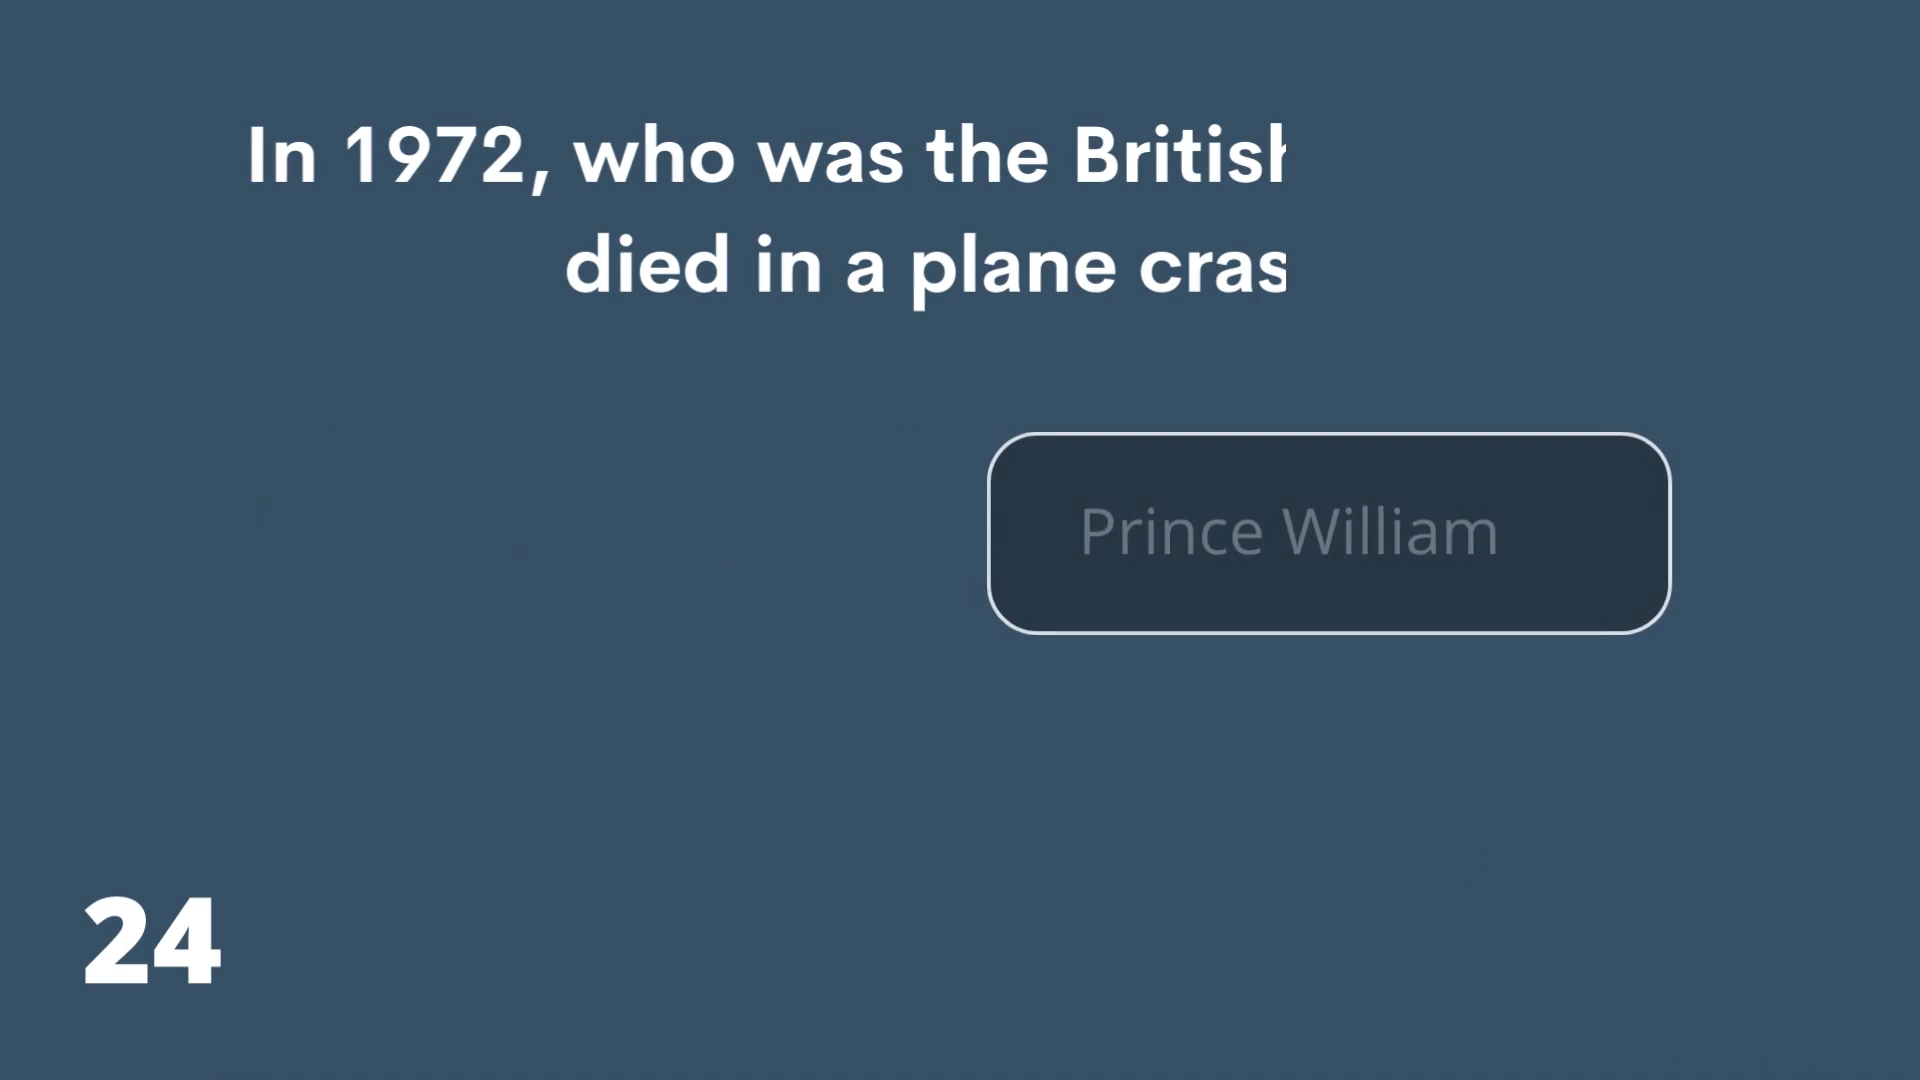 In 1972, who was the British
died in a plane cras
Prince William
24